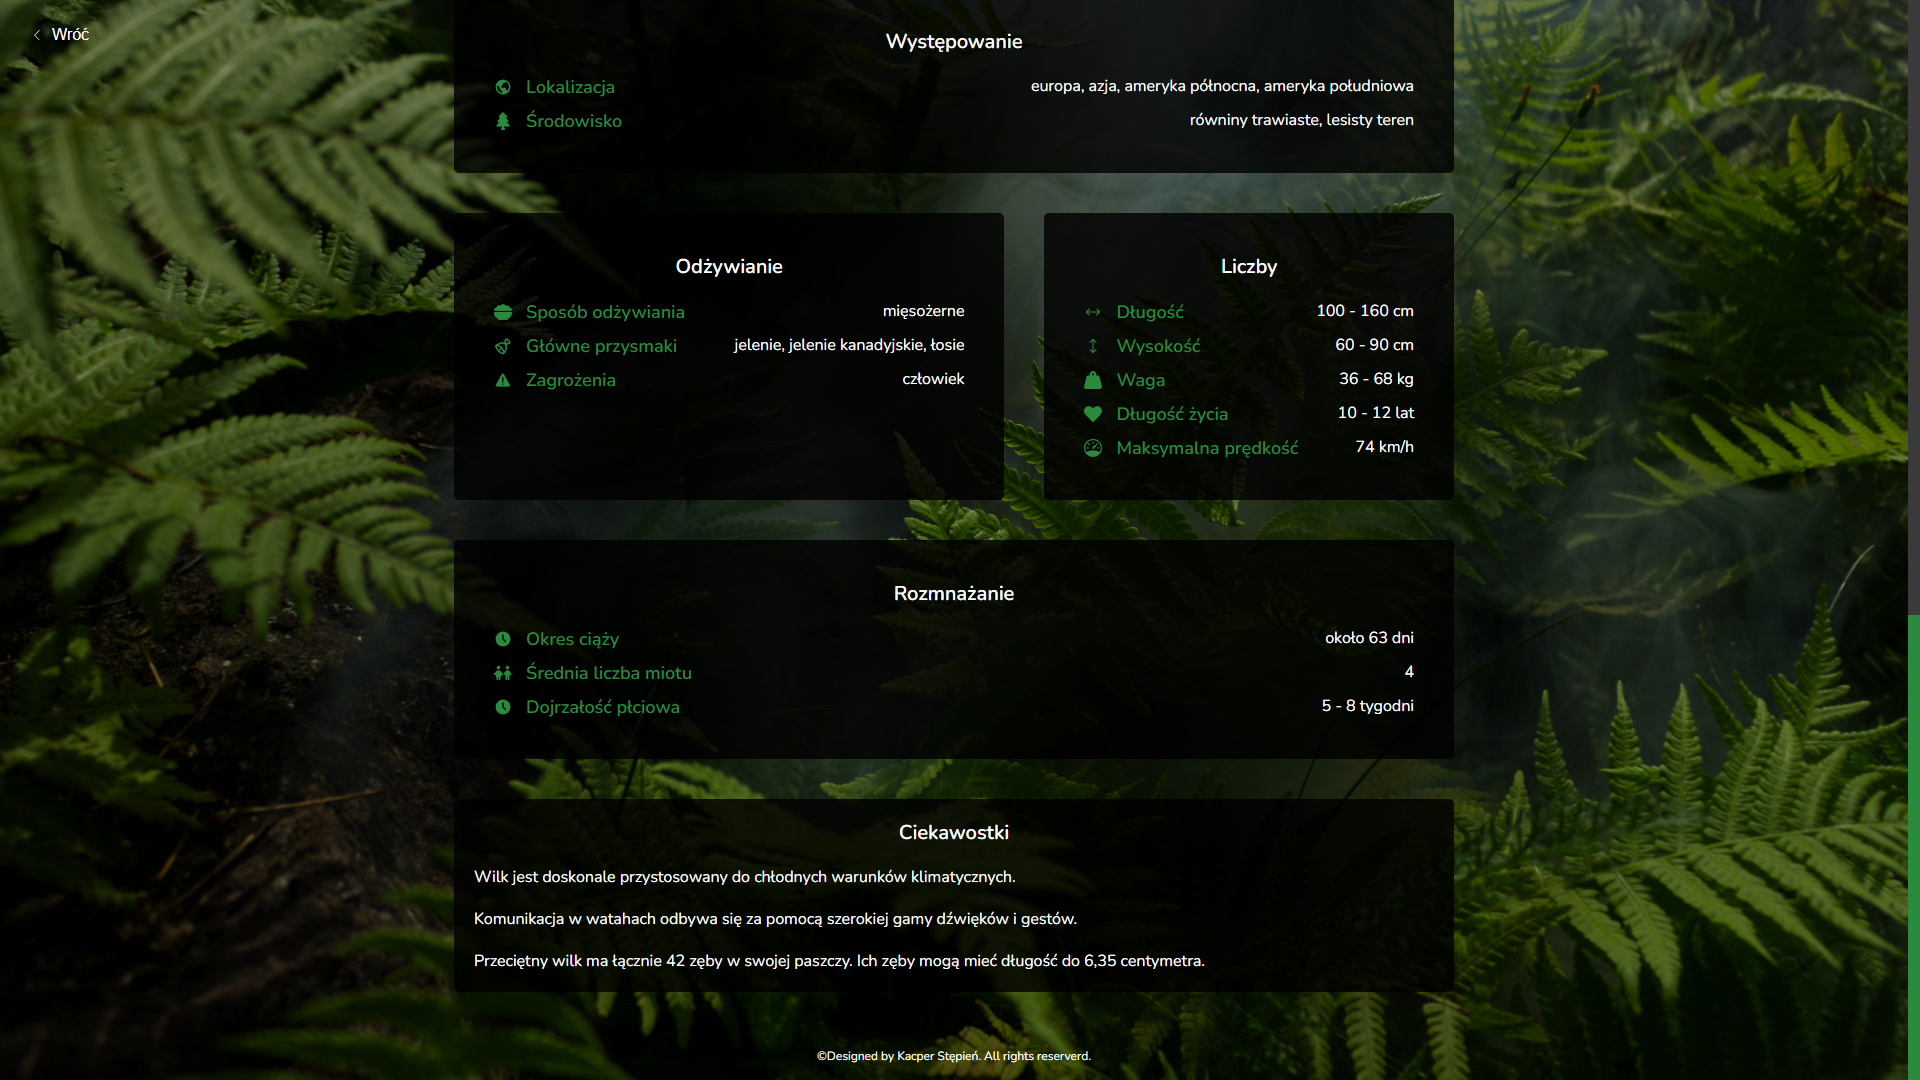 Wróć
Występowanie
Lokalizacja europa, azja, ameryka północna, ameryka południowa
Środowisko równiny trawiaste, lesisty teren
Odżywianie
Sposób odżywiania mięsożerne
Główne przysmaki jelenie, jelenie kanadyjskie, łosie
Zagrożenia człowiek
Liczby
Długość 100 - 160 cm
Wysokość 60 - 90 cm
Waga 36 - 68 kg
Długość życia 10 - 12 lat
Maksymalna prędkość 74 km/h
Rozmnażanie
Okres ciąży około 63 dni
Średnia liczba miotu 4
Dojrzałość płciowa 5 - 8 tygodni
Ciekawostki
Wilk jest doskonale przystosowany do chłodnych warunków klimatycznych.
Komunikacja w watahach odbywa się za pomocą szerokiej gamy dźwięków i gestów.
Przeciętny wilk ma łącznie 42 zęby w swojej paszczy. Ich zęby mogą mieć długość do 6,35 centymetra.
©Designed by Kacper Stępień. All rights reserverd.